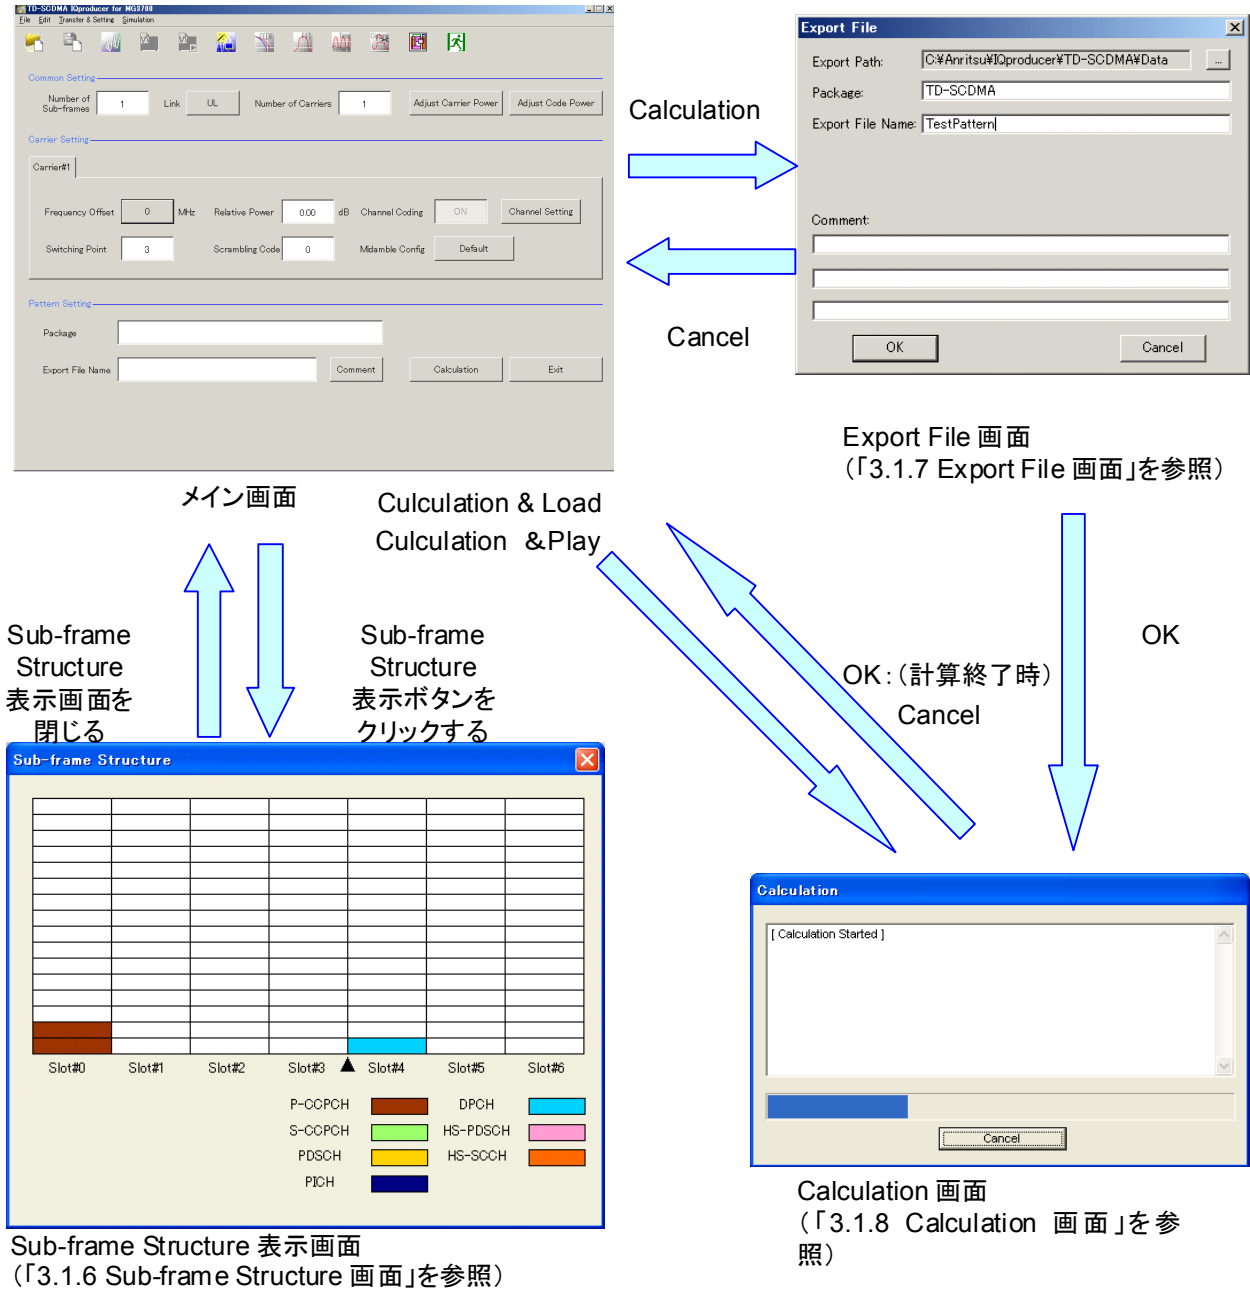 TD-SCDMA IQproducer for MG3700
File Edit Transfer & Setting Simulation
Common Setting
Number of Sub-frames 1 Link UL Number of Carriers 1 Adjust Carrier Power Adjust Code Power
Carrier Setting
Carrier#1
Frequency Offset 0 MHz Relative Power 0.00 dB Channel Coding ON Channel Setting
Switching Point 3 Scrambling Code 0 Midamble Config Default
Pattern Setting
Package
Export File Name Comment Calculation Exit
メイン画面
Calculation
Cancel
Export File
Export Path: C:¥Anritsu¥IQproducer¥TD-SCDMA¥Data ...
Package: TD-SCDMA
Export File Name: TestPattern
Comment:
OK Cancel
Export File 画面
（「3.1.7 Export File 画面」を参照）
Culculation & Load
Culculation ＆Play
Sub-frame
Structure
表示画面を
閉じる
Sub-frame
Structure
表示ボタンを
クリックする
OK：（計算終了時）
Cancel
OK
Sub-frame Structure
Slot#0 Slot#1 Slot#2 Slot#3 Slot#4 Slot#5 Slot#6
P-CCPCH DPCH
S-CCPCH HS-PDSCH
PDSCH HS-SCCH
PICH
Sub-frame Structure 表示画面
（「3.1.6 Sub-frame Structure 画面」を参照）
Calculation
[ Calculation Started ]
Cancel
Calculation 画面
（「3.1.8 Calculation 画面」を参
照）